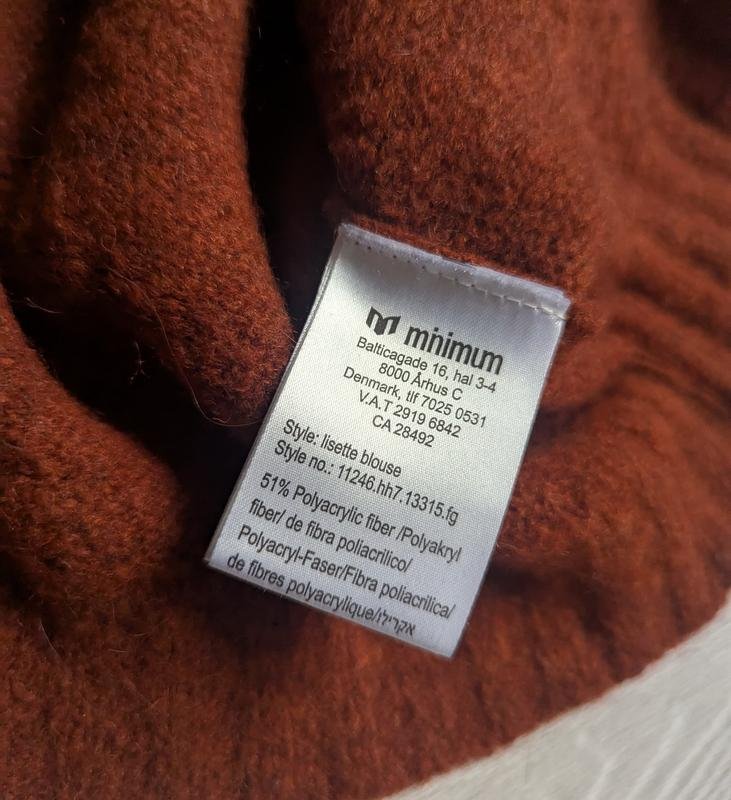 minimum
Balticagade 16, hal 3-4
8000 Århus C
Denmark, tlf 7025 0531
V.A.T 2919 6842
CA 28492
Style: lisette blouse
Style no.: 11246.hh7.13315.fg
51% Polyacrylic fiber /Polyakryl
fiber/ de fibra poliacrilico/
Polyacryl-Faser/Fibra poliacrilica/
de fibres polyacrylique/אקרילן